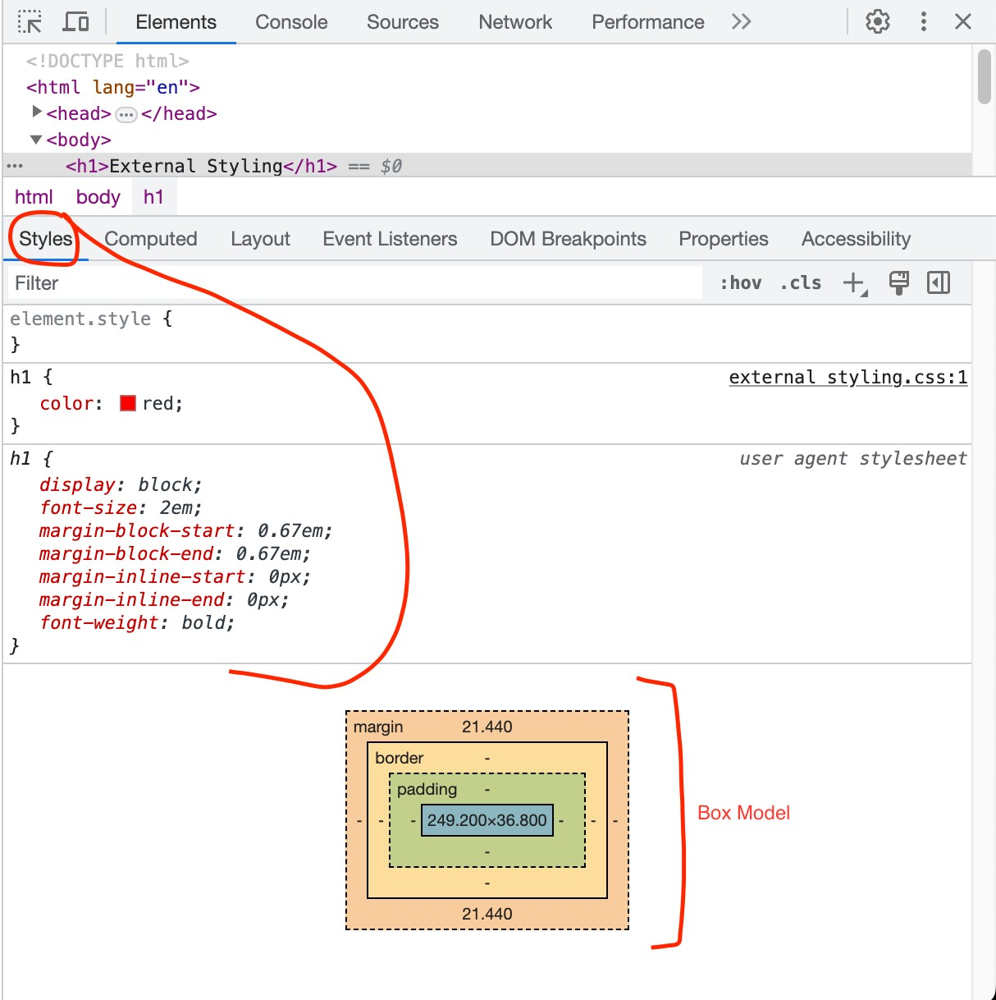 Elements Console Sources Network Performance
<!DOCTYPE html>
<html lang="en">
<head> ••• </head>
<body>
••• <h1>External Styling</h1> == $0
html body h1
Styles Computed Layout Event Listeners DOM Breakpoints Properties Accessibility
Filter :hov .cls
element.style {
}
h1 { external styling.css:1
color: red;
}
h1 { user agent stylesheet
display: block;
font-size: 2em;
margin-block-start: 0.67em;
margin-block-end: 0.67em;
margin-inline-start: 0px;
margin-inline-end: 0px;
font-weight: bold;
}
margin 21.440
border -
padding -
- - - 249.200×36.800 - - -
-
-
21.440
Box Model